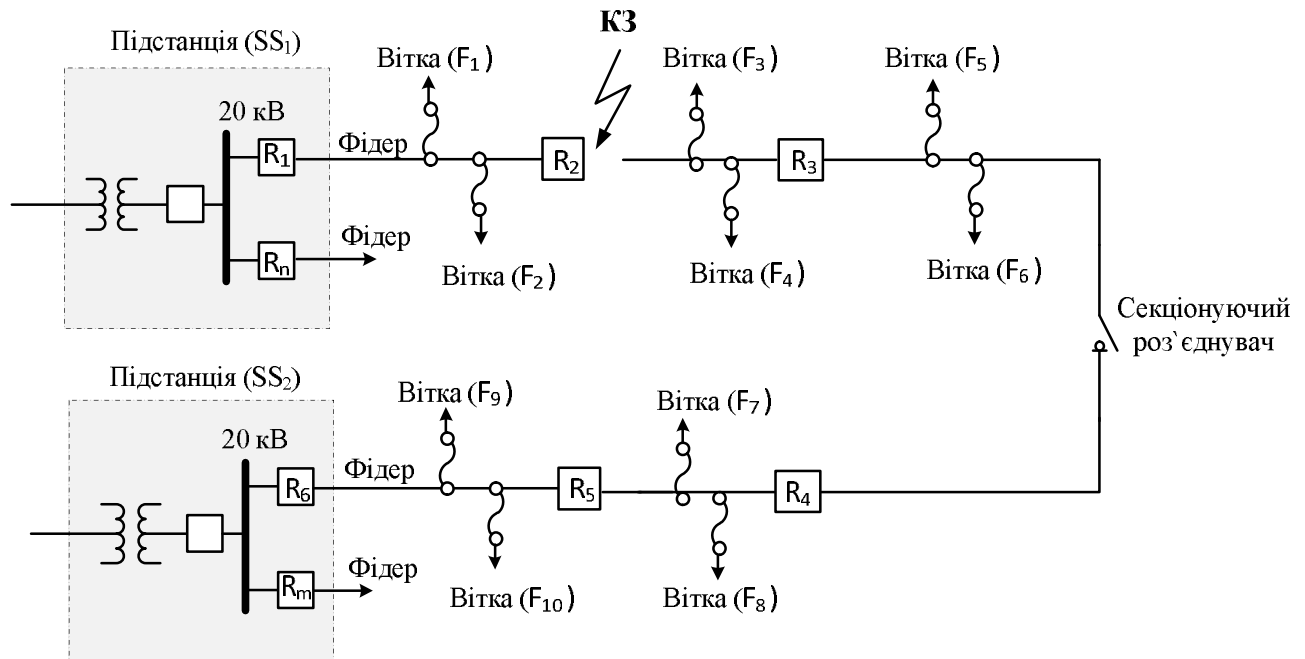 КЗ
Підстанція (SS₁)
Вітка (F₁)
Вітка (F₃)
Вітка (F₅)
20 кВ
R₁
Фідер
R₂
R₃
Rₙ
Фідер
Вітка (F₂)
Вітка (F₄)
Вітка (F₆)
Секціонуючий
роз`єднувач
Підстанція (SS₂)
Вітка (F₉)
Вітка (F₇)
20 кВ
R₆
Фідер
R₅
R₄
Rₘ
Фідер
Вітка (F₁₀)
Вітка (F₈)